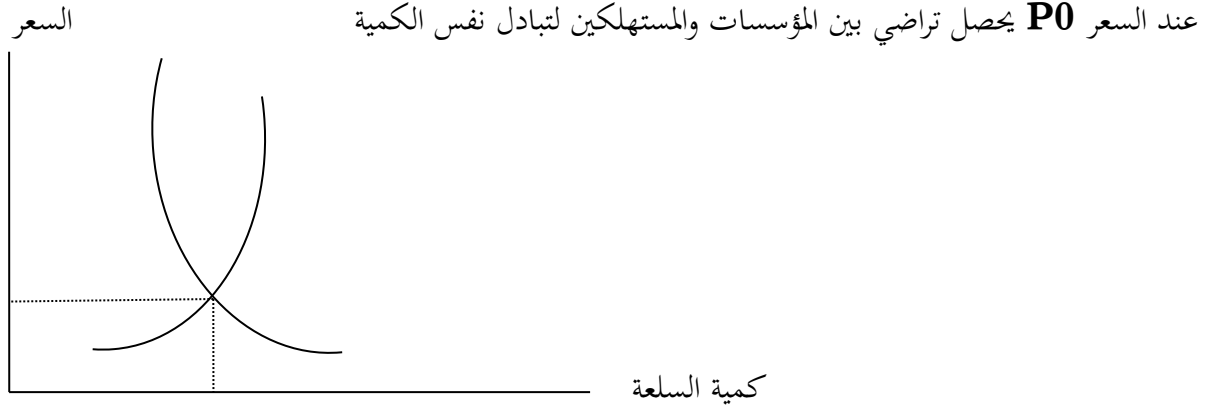 عند السعر P0 يحصل تراضي بين المؤسسات والمستهلكين لتبادل نفس الكمية
السعر
كمية السلعة